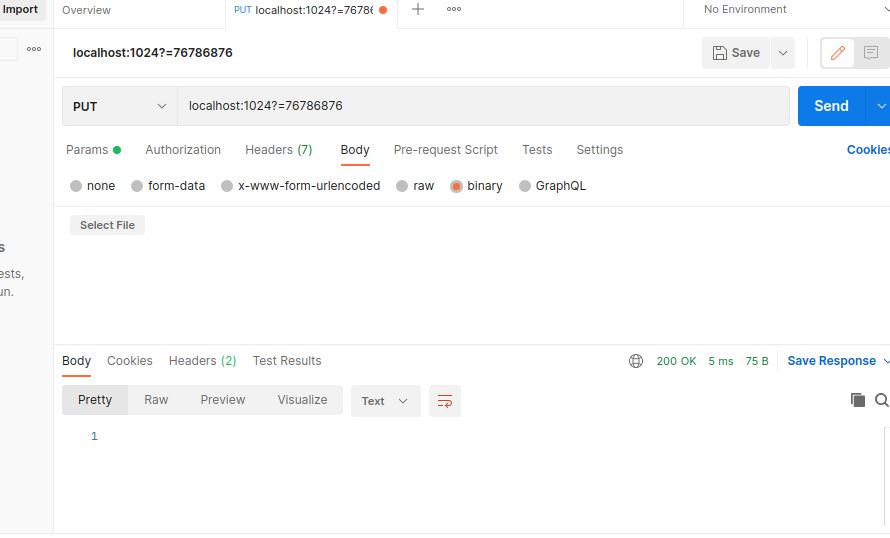 Import
Overview
PUT localhost:1024?=76786
No Environment
localhost:1024?=76786876
Save
PUT
localhost:1024?=76786876
Send
Params
Authorization
Headers (7)
Body
Pre-request Script
Tests
Settings
Cookies
none
form-data
x-www-form-urlencoded
raw
binary
GraphQL
Select File
s
ests,
un.
Body
Cookies
Headers (2)
Test Results
200 OK
5 ms
75 B
Save Response
Pretty
Raw
Preview
Visualize
Text
1